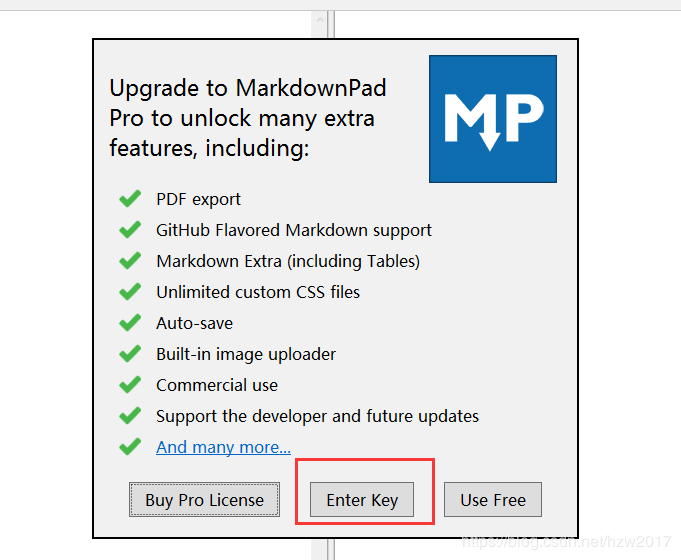 Upgrade to MarkdownPad
Pro to unlock many extra
features, including:
MP
PDF export
GitHub Flavored Markdown support
Markdown Extra (including Tables)
Unlimited custom CSS files
Auto-save
Built-in image uploader
Commercial use
Support the developer and future updates
And many more...
Buy Pro License Enter Key Use Free
https://blog.csdn.net/hzw2017